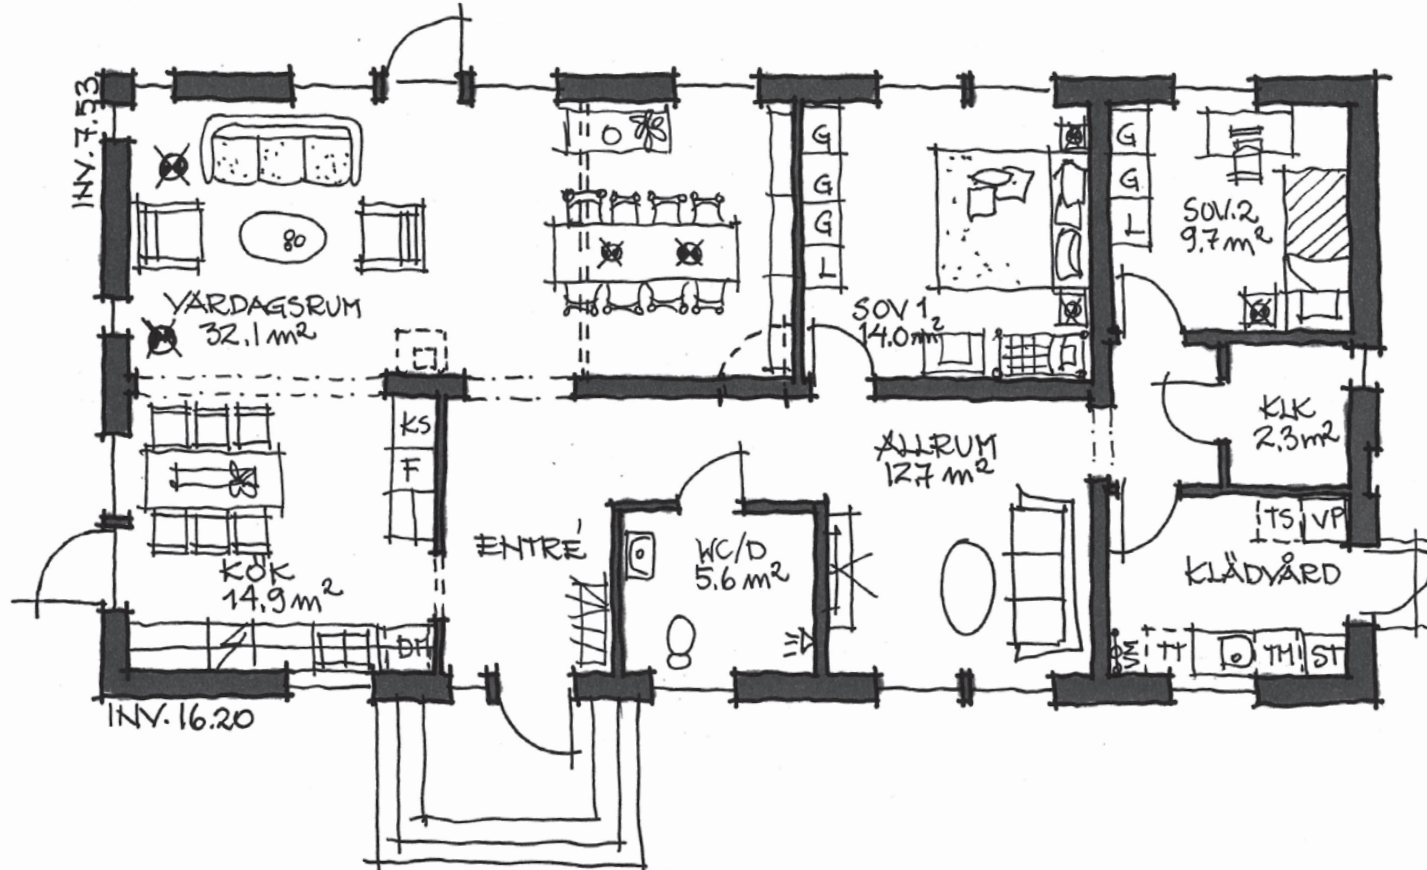 INV. 7.53
G
G
G
L
G
G
L
SOV.2
9,7 m²
VARDAGSRUM
32,1 m²
SOV 1
14.0 m²
KS
F
KLK
2,3 m²
ALLRUM
12,7 m²
TS VP
ENTRÉ
WC/D
5,6 m²
KLÄDVÅRD
KÖK
14,9 m²
DM
TT
TM
ST
INV. 16.20